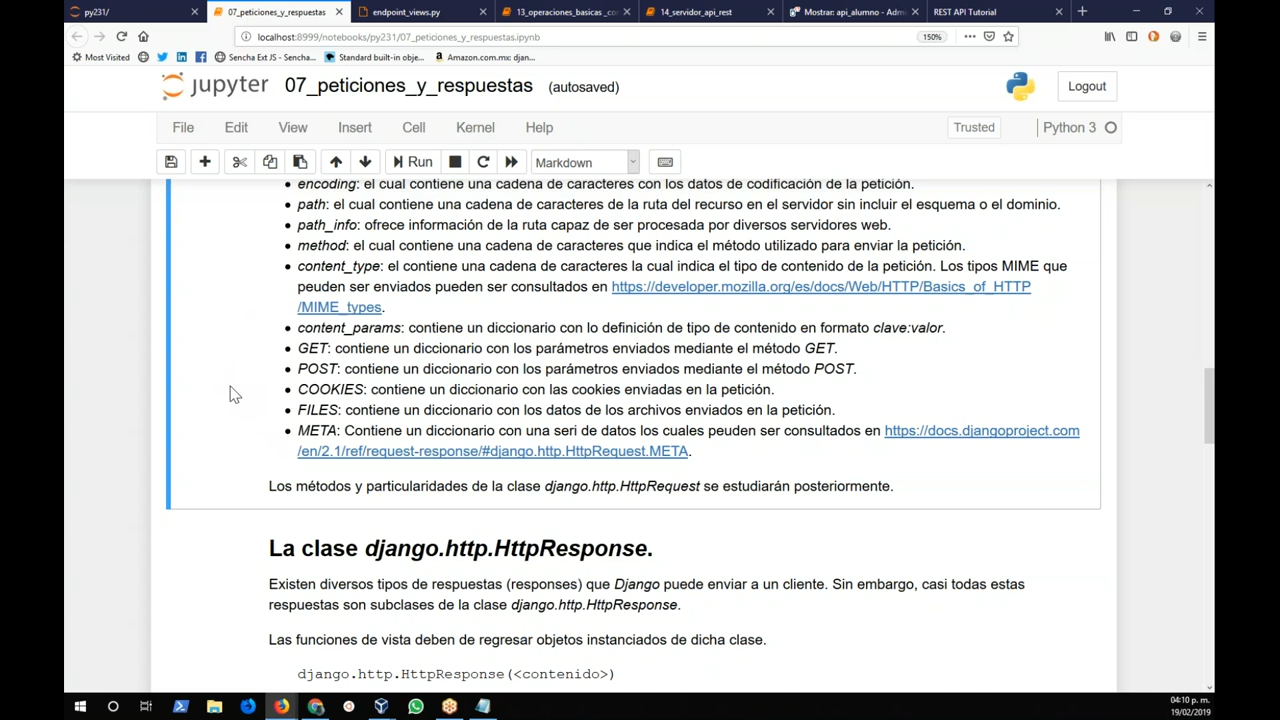 py231/
07_peticiones_y_respuestas
endpoint_views.py
13_operaciones_basicas _con
14_servidor_api_rest
Mostrar: api_alumno - Admi
REST API Tutorial
localhost:8999/notebooks/py231/07_peticiones_y_respuestas.ipynb
150%
Most Visited
Sencha Ext JS - Sencha...
Standard built-in obje...
Amazon.com.mx: djan...
jupyter 07_peticiones_y_respuestas (autosaved)
Logout
File Edit View Insert Cell Kernel Help
Trusted
Python 3
Run
Markdown
encoding: el cual contiene una cadena de caracteres con los datos de codificación de la petición.
path: el cual contiene una cadena de caracteres de la ruta del recurso en el servidor sin incluir el esquema o el dominio.
path_info: ofrece información de la ruta capaz de ser procesada por diversos servidores web.
method: el cual contiene una cadena de caracteres que indica el método utilizado para enviar la petición.
content_type: el contiene una cadena de caracteres la cual indica el tipo de contenido de la petición. Los tipos MIME que
peuden ser enviados pueden ser consultados en https://developer.mozilla.org/es/docs/Web/HTTP/Basics_of_HTTP
/MIME_types.
content_params: contiene un diccionario con lo definición de tipo de contenido en formato clave:valor.
GET: contiene un diccionario con los parámetros enviados mediante el método GET.
POST: contiene un diccionario con los parámetros enviados mediante el método POST.
COOKIES: contiene un diccionario con las cookies enviadas en la petición.
FILES: contiene un diccionario con los datos de los archivos enviados en la petición.
META: Contiene un diccionario con una seri de datos los cuales peuden ser consultados en https://docs.djangoproject.com
/en/2.1/ref/request-response/#django.http.HttpRequest.META.
Los métodos y particularidades de la clase django.http.HttpRequest se estudiarán posteriormente.
La clase django.http.HttpResponse.
Existen diversos tipos de respuestas (responses) que Django puede enviar a un cliente. Sin embargo, casi todas estas
respuestas son subclases de la clase django.http.HttpResponse.
Las funciones de vista deben de regresar objetos instanciados de dicha clase.
django.http.HttpResponse(<contenido>)
04:10 p. m.
19/02/2019